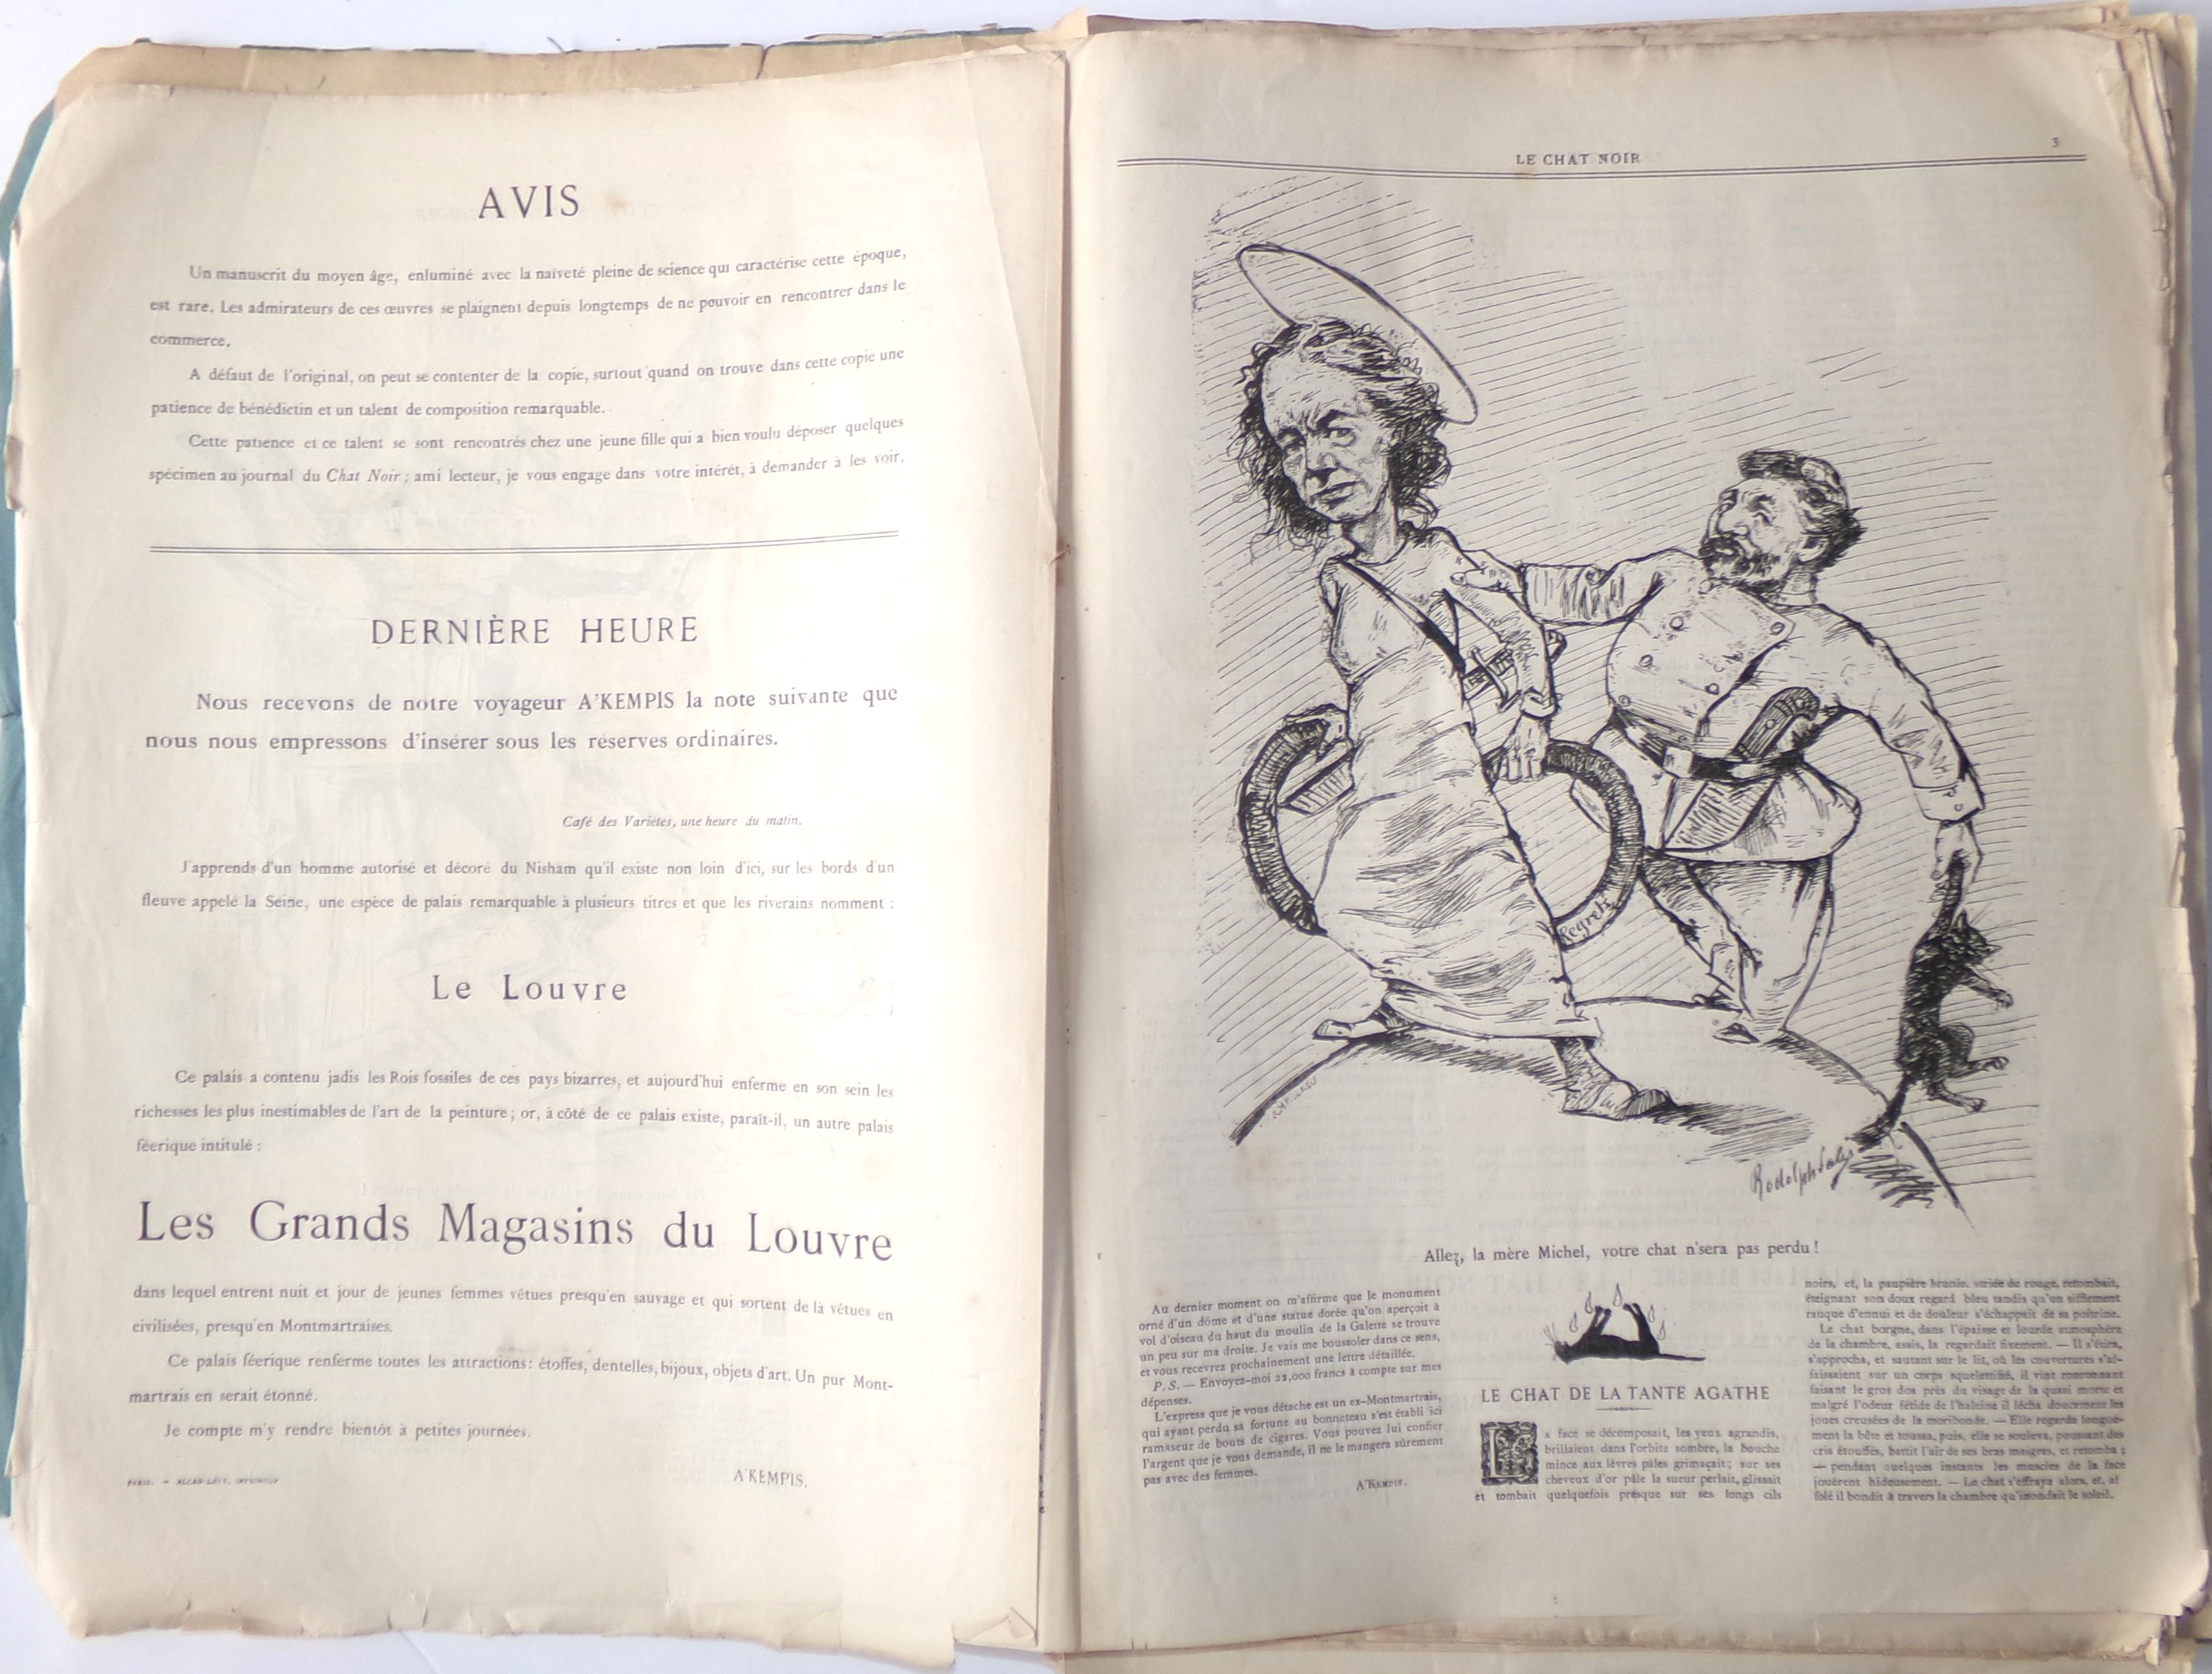 AVIS
Un manuscrit du moyen âge, enluminé avec la naïveté pleine de science qui caractérise cette époque,
est rare. Les admirateurs de ces œuvres se plaignent depuis longtemps de ne pouvoir en rencontrer dans le
commerce.
A défaut de l'original, on peut se contenter de la copie, surtout quand on trouve dans cette copie une
patience de bénédictin et un talent de composition remarquable.
Cette patience et ce talent se sont rencontrés chez une jeune fille qui a bien voulu déposer quelques
spécimen au journal du Chat Noir ; ami lecteur, je vous engage dans votre intérêt, à demander à les voir.
DERNIÈRE HEURE
Nous recevons de notre voyageur A'KEMPIS la note suivante que
nous nous empressons d'insérer sous les réserves ordinaires.
Café des Variétés, une heure du matin.
J'apprends d'un homme autorisé et décoré du Nisham qu'il existe non loin d'ici, sur les bords d'un
fleuve appelé la Seine, une espèce de palais remarquable à plusieurs titres et que les riverains nomment :
Le Louvre
Ce palais a contenu jadis les Rois fossiles de ces pays bizarres, et aujourd'hui enferme en son sein les
richesses les plus inestimables de l'art de la peinture ; or, à côté de ce palais existe, paraît-il, un autre palais
féerique intitulé :
Les Grands Magasins du Louvre
dans lequel entrent nuit et jour de jeunes femmes vêtues presqu'en sauvage et qui sortent de là vêtues en
civilisées, presqu'en Montmartraises.
Ce palais féerique renferme toutes les attractions : étoffes, dentelles, bijoux, objets d'art. Un pur Mont-
martrais en serait étonné.
Je compte m'y rendre bientôt à petites journées.
A'KEMPIS.
PARIS. — ALCAN-LÉVY, IMPRIMEUR
LE CHAT NOIR
3
Regrets
Rodolph Salis
Allez, la mère Michel, votre chat n'sera pas perdu !
Au dernier moment on m'affirme que le monument
orné d'un dôme et d'une statue dorée qu'on aperçoit à
vol d'oiseau du haut du moulin de la Galette se trouve
un peu sur ma droite. Je vais me boussoler dans ce sens,
et vous recevrez prochainement une lettre détaillée.
P. S. — Envoyez-moi 22,000 francs à compte sur mes
dépenses.
L'express que je vous détache est un ex-Montmartrais,
qui ayant perdu sa fortune au bonneteau s'est établi ici
ramasseur de bouts de cigares. Vous pouvez lui confier
l'argent que je vous demande, il ne le mangera sûrement
pas avec des femmes.
A'KEMPIS.
LE CHAT DE LA TANTE AGATHE
La face se décomposait, les yeux agrandis,
brillaient dans l'orbite sombre, la bouche
mince aux lèvres pâles grimaçait ; sur ses
cheveux d'or pâle la sueur perlait, glissait
et tombait quelquefois presque sur ses longs cils
noirs, et, la paupière brunie, striée de rouge, retombait,
éteignant son doux regard bleu tandis qu'un sifflement
rauque d'ennui et de douleur s'échappait de sa poitrine.
Le chat borgne, dans l'épaisse et lourde atmosphère
de la chambre, assis, la regardait fixement. — Il s'étira,
s'approcha, et sautant sur le lit, où les couvertures s'af-
faissaient sur un corps squelettifié, il vint ronronnant
faisant le gros dos près du visage de la quasi morte et
malgré l'odeur fétide de l'haleine il lécha doucement les
joues creusées de la moribonde. — Elle regarda longue-
ment la bête et toussa, puis, elle se souleva, poussant des
cris étouffés, battit l'air de ses bras maigres, et retomba ;
— pendant quelques instants les muscles de la face
jouèrent hideusement. — Le chat s'effraya alors, et, af
folé il bondit à travers la chambre qu'inondait le soleil.